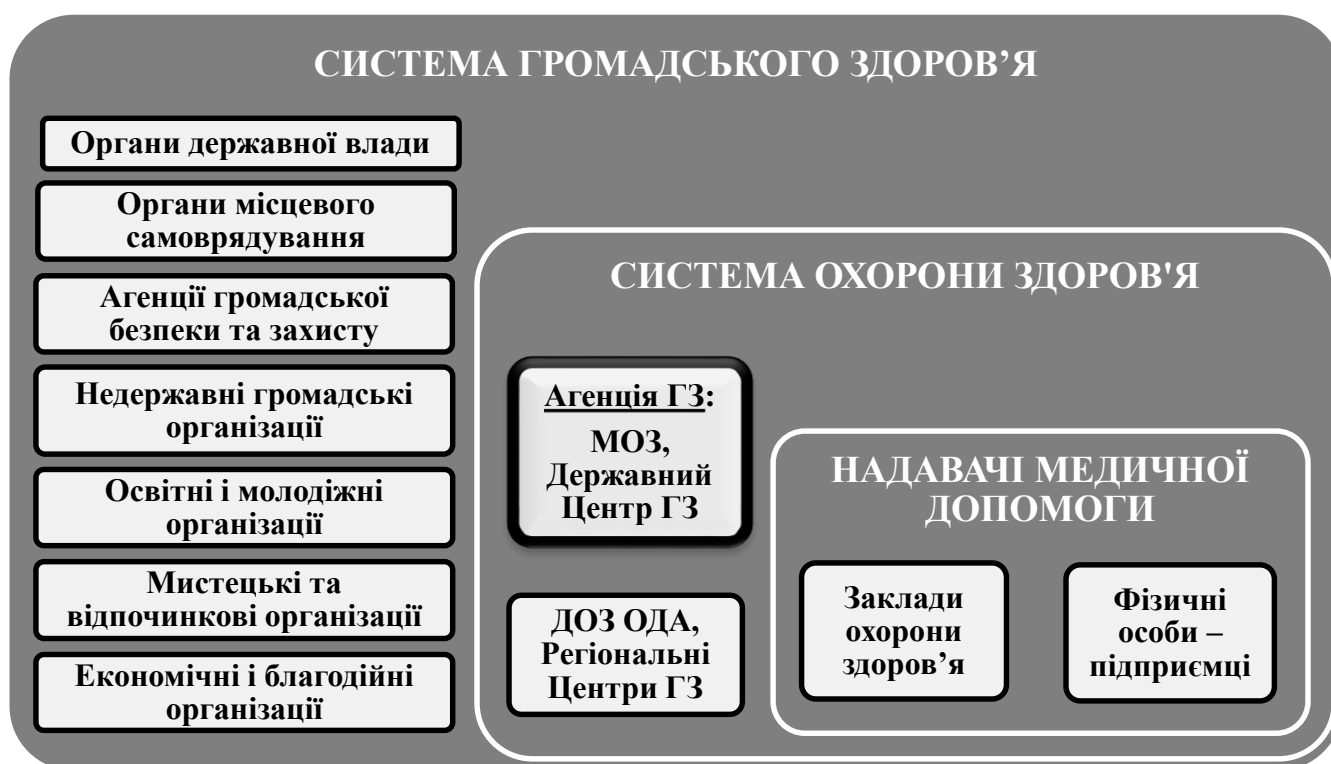 СИСТЕМА ГРОМАДСЬКОГО ЗДОРОВ’Я
Органи державної влади
Органи місцевого
самоврядування
Агенції громадської
безпеки та захисту
Недержавні громадські
організації
Освітні і молодіжні
організації
Мистецькі та
відпочинкові організації
Економічні і благодійні
організації
СИСТЕМА ОХОРОНИ ЗДОРОВ'Я
Агенція ГЗ:
МОЗ,
Державний
Центр ГЗ
ДОЗ ОДА,
Регіональні
Центри ГЗ
НАДАВАЧІ МЕДИЧНОЇ
ДОПОМОГИ
Заклади
охорони
здоров’я
Фізичні
особи –
підприємці